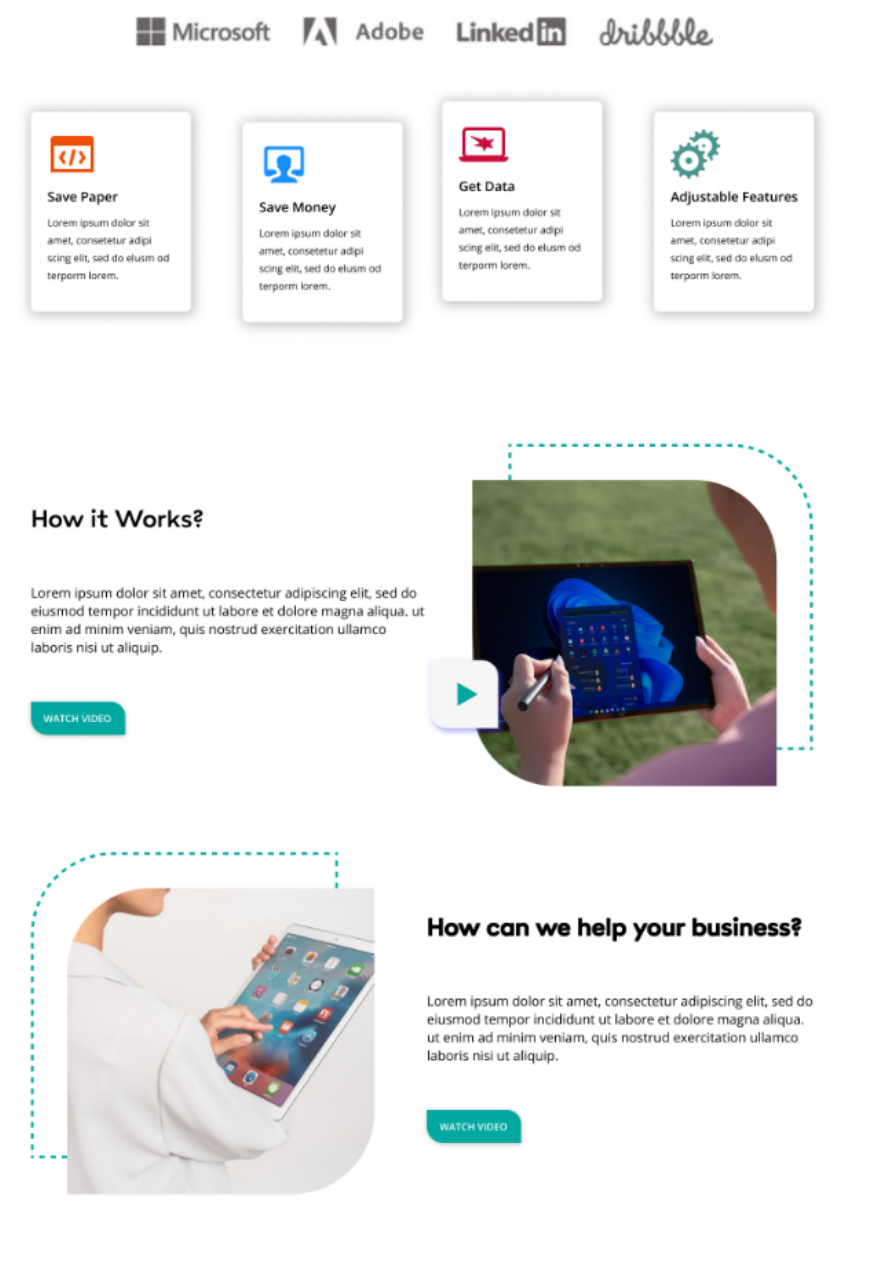 Microsoft
Adobe
Linkedin
dribbble
Save Paper
Lorem ipsum dolor sit
amet, consetetur adipi
scing elit, sed do elusm od
terporm lorem.
Save Money
Lorem ipsum dolor sit
amet, consetetur adipi
scing elit, sed do elusm od
terporm lorem.
Get Data
Lorem ipsum dolor sit
amet, consetetur adipi
scing elit, sed do elusm od
terporm lorem.
Adjustable Features
Lorem ipsum dolor sit
amet, consetetur adipi
scing elit, sed do elusm od
terporm lorem.
How it Works?
Lorem ipsum dolor sit amet, consectetur adipiscing elit, sed do
eiusmod tempor incididunt ut labore et dolore magna aliqua. ut
enim ad minim veniam, quis nostrud exercitation ullamco
laboris nisi ut aliquip.
WATCH VIDEO
How can we help your business?
Lorem ipsum dolor sit amet, consectetur adipiscing elit, sed do
eiusmod tempor incididunt ut labore et dolore magna aliqua.
ut enim ad minim veniam, quis nostrud exercitation ullamco
laboris nisi ut aliquip.
WATCH VIDEO